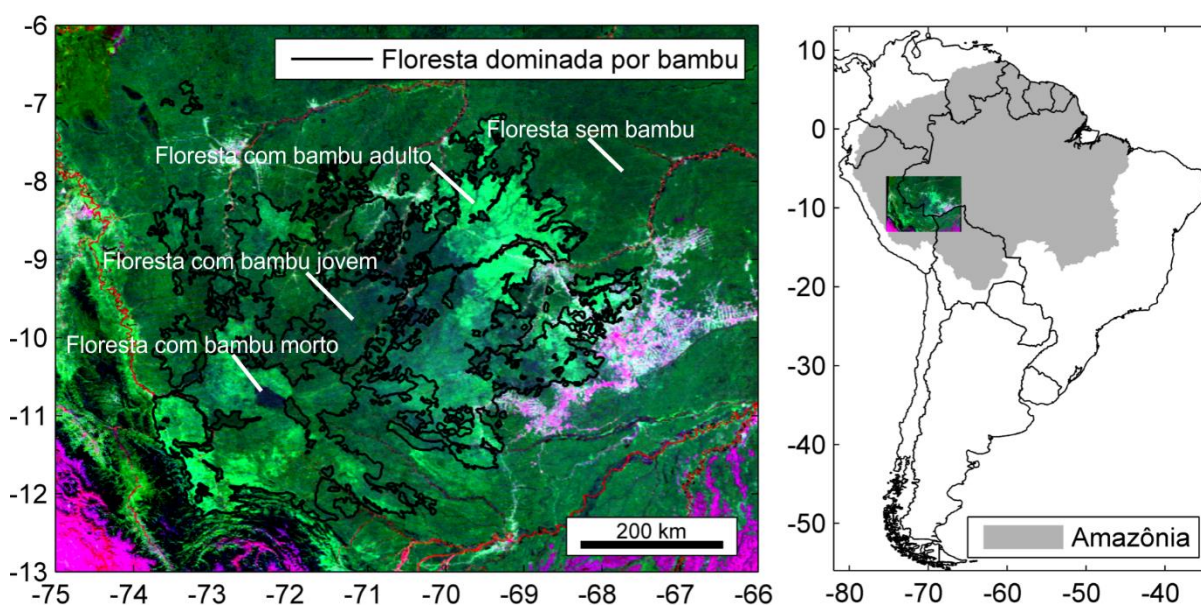 -6
Floresta dominada por bambu
-7
Floresta sem bambu
Floresta com bambu adulto
-8
-9
Floresta com bambu jovem
-10
Floresta com bambu morto
-11
-12
200 km
-13
-75 -74 -73 -72 -71 -70 -69 -68 -67 -66
10
0
-10
-20
-30
-40
-50
Amazônia
-80 -70 -60 -50 -40